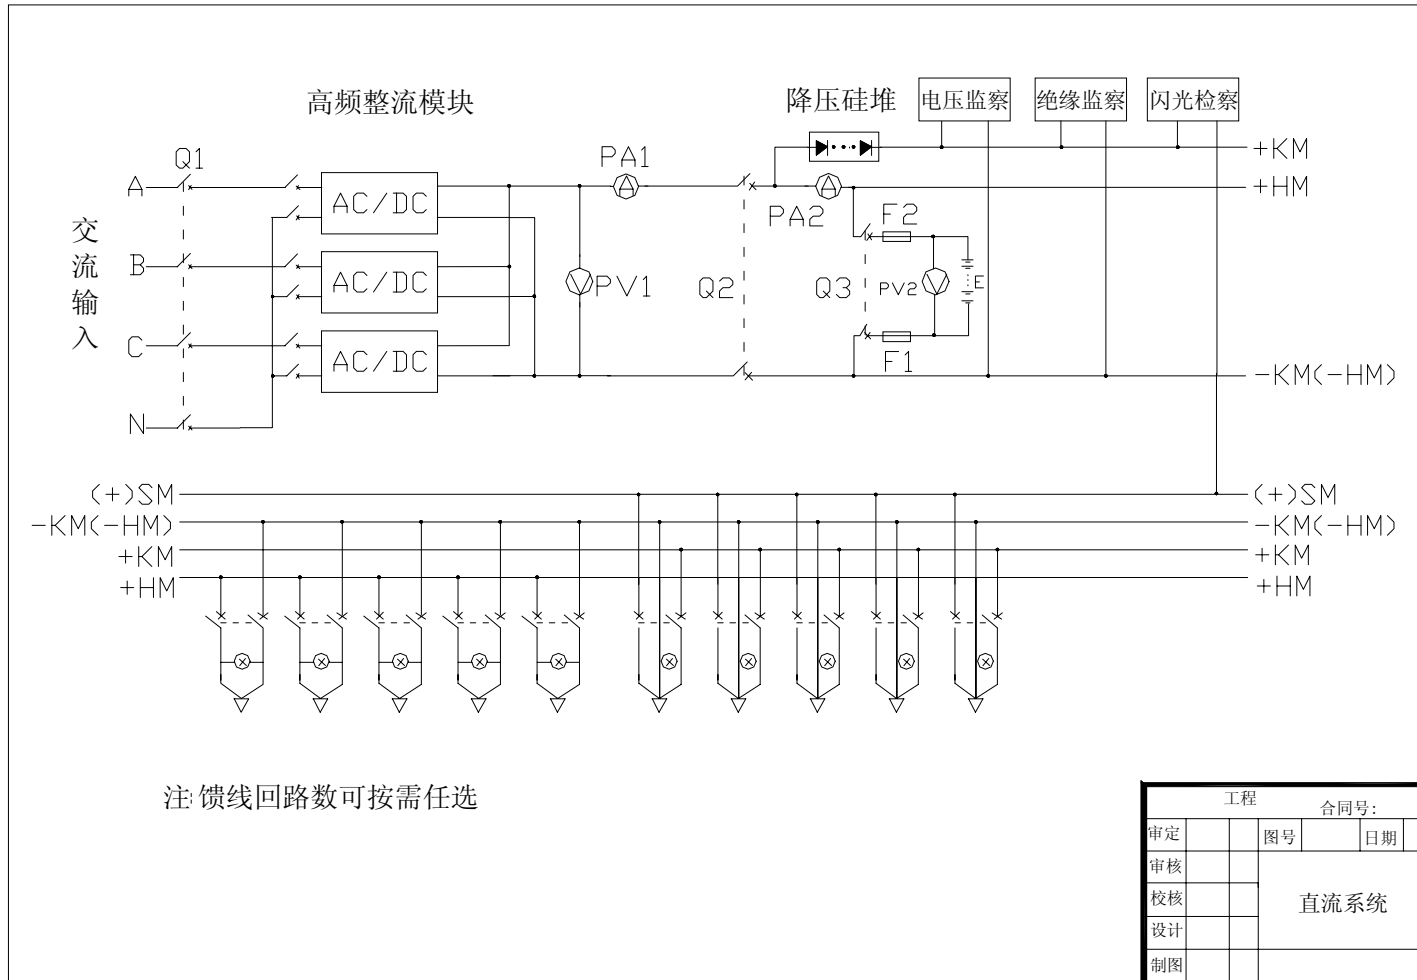 高频整流模块
降压硅堆
电压监察
绝缘监察
闪光检察
+KM
+HM
Q1
PA1
PA2
A
B
C
N
交流输入
AC/DC
AC/DC
AC/DC
PV1
Q2
Q3
F2
PV2
E
F1
A
A
V
V
-KM(-HM)
(+)SM
-KM(-HM)
+KM
+HM
(+)SM
-KM(-HM)
+KM
+HM
注:馈线回路数可按需任选
工程
合同号:
审定
图号
日期
审核
校核
直流系统
设计
制图